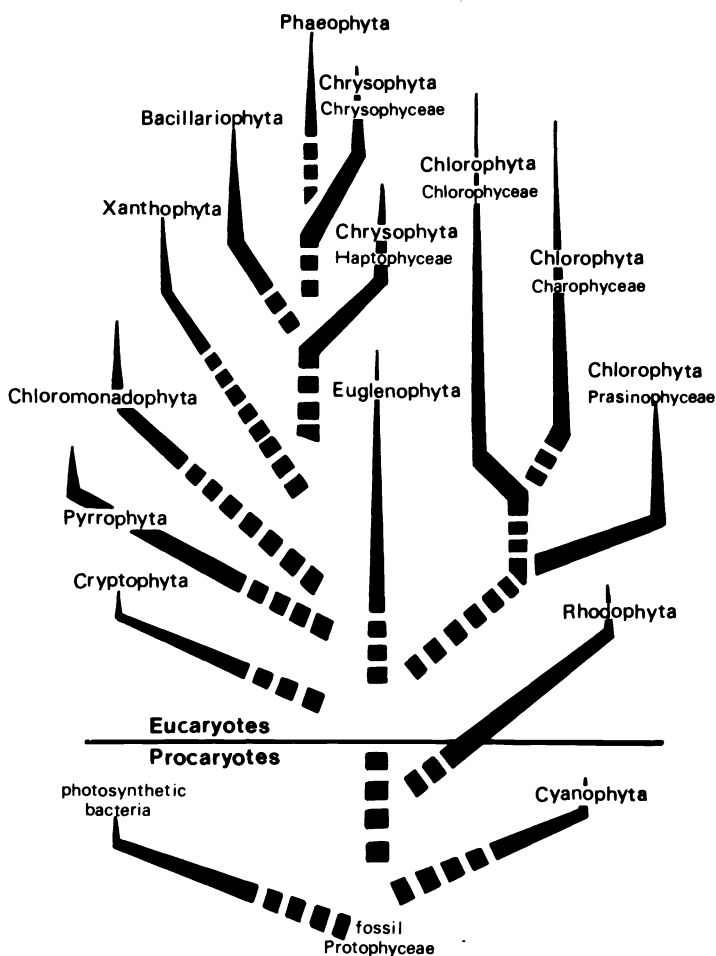 Phaeophyta
Chrysophyta
Chrysophyceae
Bacillariophyta
Chlorophyta
Chlorophyceae
Xanthophyta
Chrysophyta
Haptophyceae
Chlorophyta
Charophyceae
Chlorophyta
Prasinophyceae
Euglenophyta
Chloromonadophyta
Pyrrophyta
Cryptophyta
Rhodophyta
Eucaryotes
Procaryotes
photosynthetic
bacteria
Cyanophyta
fossil
Protophyceae